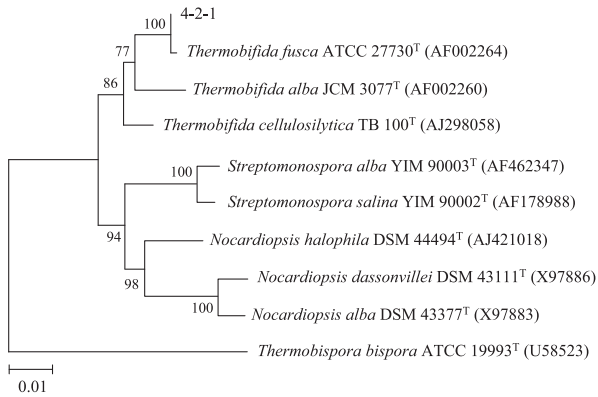 4-2-1
100
Thermobifida fusca ATCC 27730ᵀ (AF002264)
77
Thermobifida alba JCM 3077ᵀ (AF002260)
86
Thermobifida cellulosilytica TB 100ᵀ (AJ298058)
Streptomonospora alba YIM 90003ᵀ (AF462347)
100
Streptomonospora salina YIM 90002ᵀ (AF178988)
94
Nocardiopsis halophila DSM 44494ᵀ (AJ421018)
98
Nocardiopsis dassonvillei DSM 43111ᵀ (X97886)
100
Nocardiopsis alba DSM 43377ᵀ (X97883)
Thermobispora bispora ATCC 19993ᵀ (U58523)
0.01